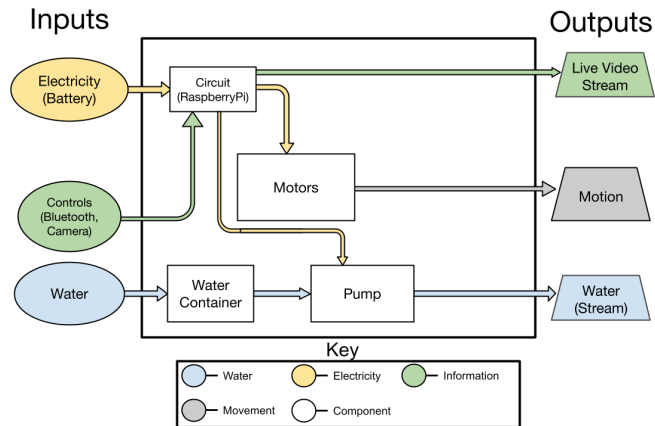 Inputs
Outputs
Electricity
(Battery)
Circuit
(RaspberryPi)
Live Video
Stream
Motors
Motion
Controls
(Bluetooth,
Camera)
Water
Water
Container
Pump
Water
(Stream)
Key
Water
Electricity
Information
Movement
Component